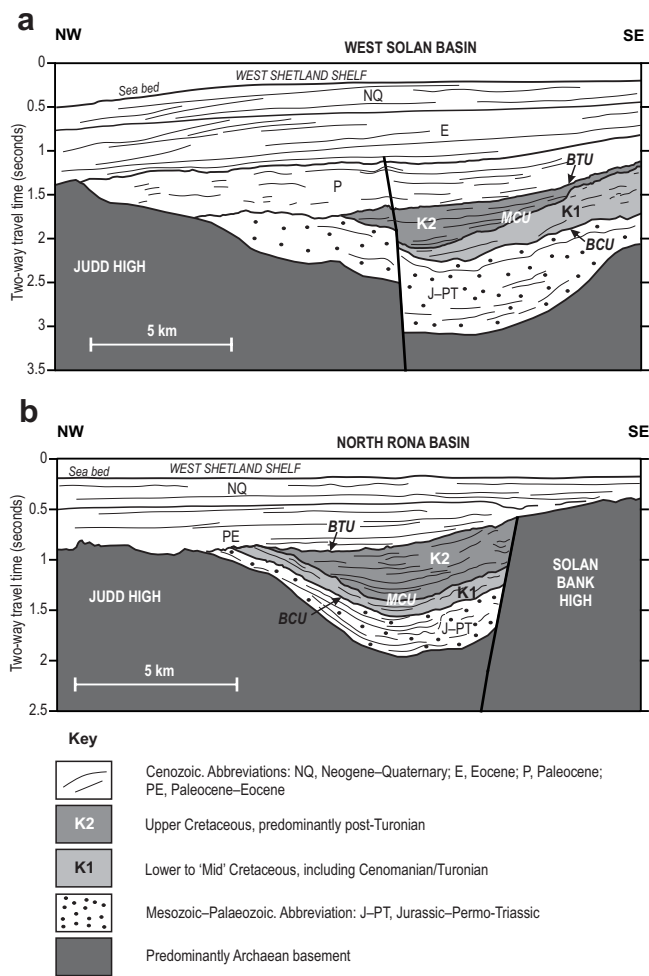 a
NW
WEST SOLAN BASIN
SE
0
0.5
1
1.5
2
2.5
3
3.5
Two-way travel time (seconds)
Sea bed
WEST SHETLAND SHELF
NQ
E
P
BTU
K2
MCU
K1
BCU
J–PT
JUDD HIGH
5 km
b
NW
NORTH RONA BASIN
SE
0
0.5
1
1.5
2
2.5
Two-way travel time (seconds)
Sea bed
WEST SHETLAND SHELF
NQ
PE
BTU
K2
MCU
K1
BCU
J–PT
JUDD HIGH
SOLAN
BANK
HIGH
5 km
Key
Cenozoic. Abbreviations: NQ, Neogene–Quaternary; E, Eocene; P, Paleocene;
PE, Paleocene–Eocene
K2
Upper Cretaceous, predominantly post-Turonian
K1
Lower to ‘Mid’ Cretaceous, including Cenomanian/Turonian
Mesozoic–Palaeozoic. Abbreviation: J–PT, Jurassic–Permo-Triassic
Predominantly Archaean basement